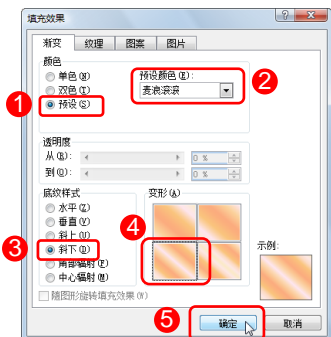 填充效果
渐变 纹理 图案 图片
颜色
单色(N)
双色(T)
预设(S)
预设颜色(E):
麦浪滚滚
1
2
透明度
从(R): 0 %
到(O): 0 %
底纹样式
水平(Z)
垂直(V)
斜上(U)
斜下(D)
角部辐射(F)
中心辐射(M)
3
变形(A)
4
示例:
随图形旋转填充效果(W)
5
确定 取消